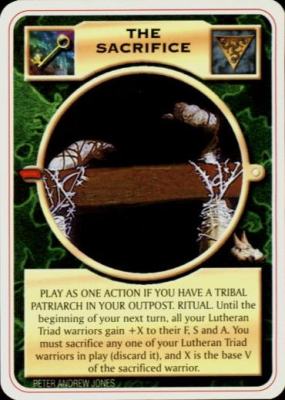 THE
SACRIFICE
PLAY AS ONE ACTION IF YOU HAVE A TRIBAL
PATRIARCH IN YOUR OUTPOST. RITUAL. Until the
beginning of your next turn, all your Lutheran
Triad warriors gain +X to their F, S and A. You
must sacrifice any one of your Lutheran Triad
warriors in play (discard it), and X is the base V
of the sacrificed warrior.
PETER ANDREW JONES